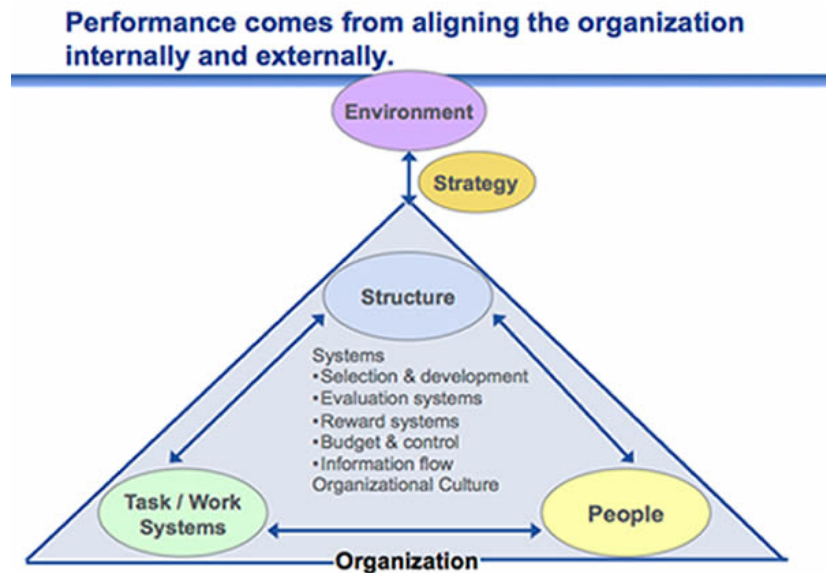 Performance comes from aligning the organization
internally and externally.
Environment
Strategy
Structure
Systems
•Selection & development
•Evaluation systems
•Reward systems
•Budget & control
•Information flow
Organizational Culture
Task / Work
Systems
People
Organization